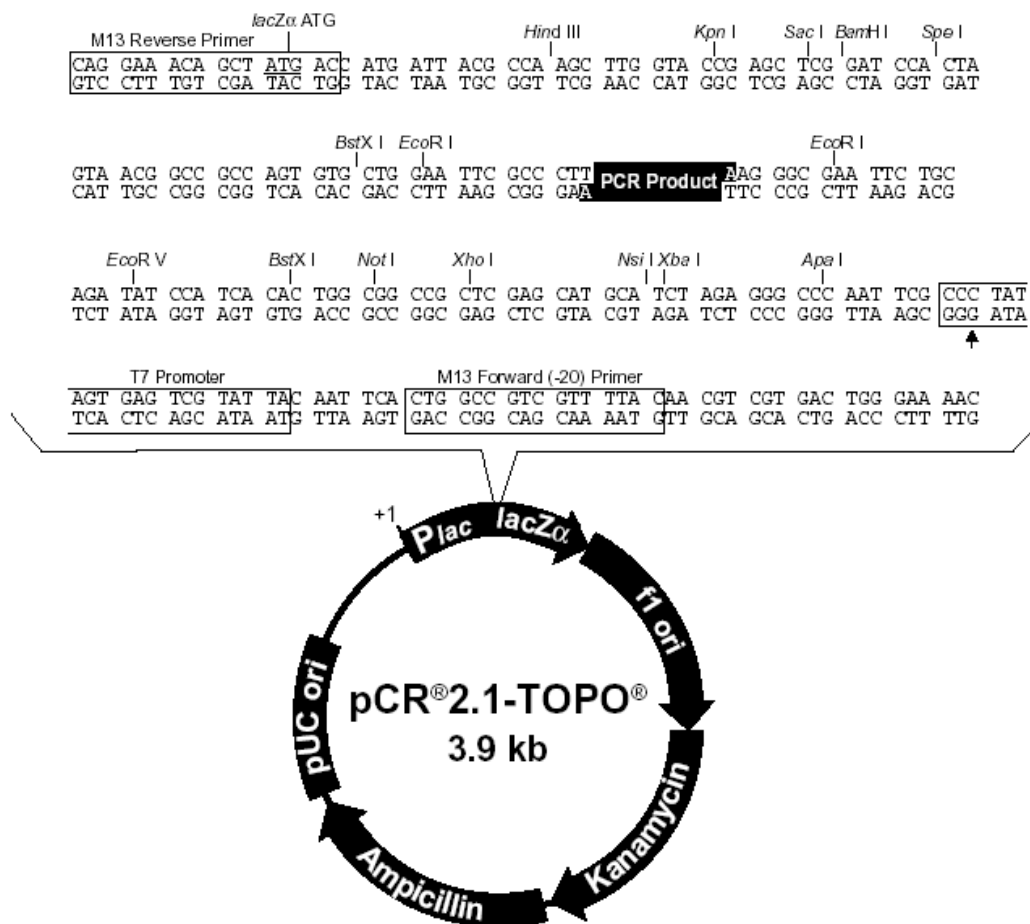 lacZα ATG
M13 Reverse Primer
Hind III Kpn I Sac I BamH I Spe I
CAG GAA ACA GCT ATG ACC ATG ATT ACG CCA AGC TTG GTA CCG AGC TCG GAT CCA CTA
GTC CTT TGT CGA TAC TGG TAC TAA TGC GGT TCG AAC CAT GGC TCG AGC CTA GGT GAT
BstX I EcoR I EcoR I
GTA ACG GCC GCC AGT GTG CTG GAA TTC GCC CTT PCR Product AAG GGC GAA TTC TGC
CAT TGC CGG CGG TCA CAC GAC CTT AAG CGG GAA TTC CCG CTT AAG ACG
EcoR V BstX I Not I Xho I Nsi I Xba I Apa I
AGA TAT CCA TCA CAC TGG CGG CCG CTC GAG CAT GCA TCT AGA GGG CCC AAT TCG CCC TAT
TCT ATA GGT AGT GTG ACC GCC GGC GAG CTC GTA CGT AGA TCT CCC GGG TTA AGC GGG ATA
T7 Promoter M13 Forward (-20) Primer
AGT GAG TCG TAT TAC AAT TCA CTG GCC GTC GTT TTA CAA CGT CGT GAC TGG GAA AAC
TCA CTC AGC ATA ATG TTA AGT GAC CGG CAG CAA AAT GTT GCA GCA CTG ACC CTT TTG
+1
Plac lacZα
f1 ori
Kanamycin
Ampicillin
pUC ori
pCR®2.1-TOPO®
3.9 kb